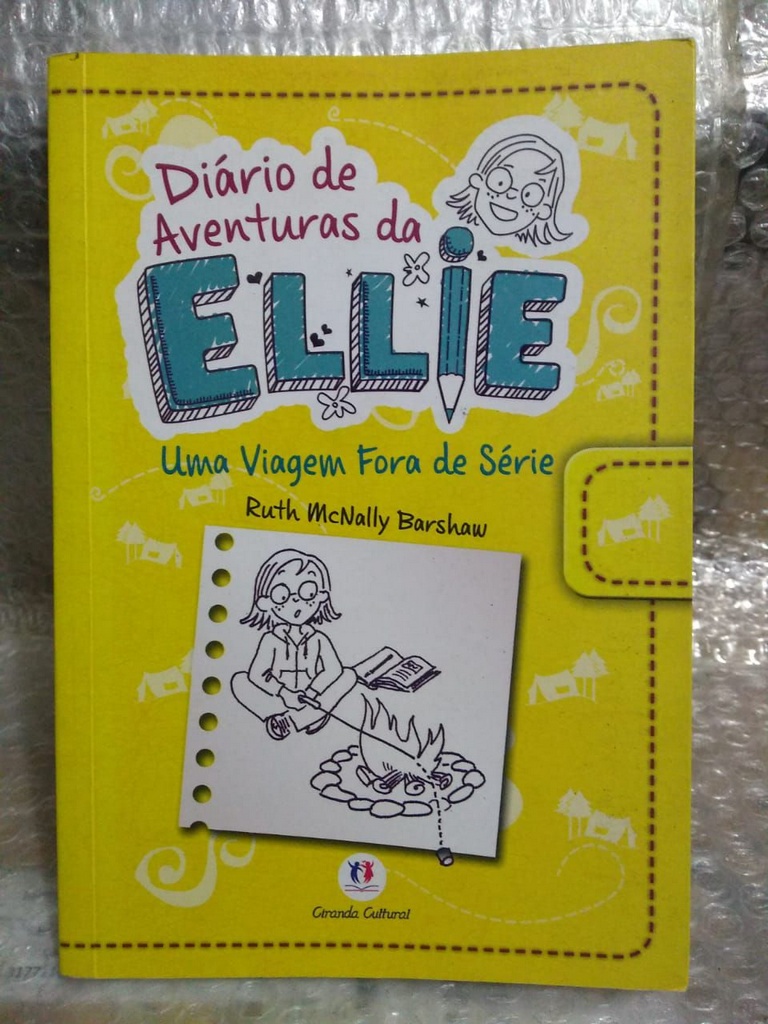 Diário de
Aventuras da
ELLiE
Uma Viagem Fora de Série
Ruth McNally Barshaw
Ciranda Cultural